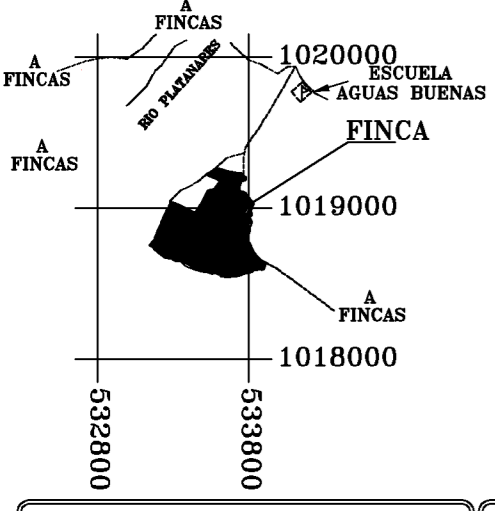 A
FINCAS
A
FINCAS
1020000
ESCUELA
AGUAS BUENAS
RIO PLATANARES
FINCA
A
FINCAS
1019000
A
FINCAS
1018000
532800
533800